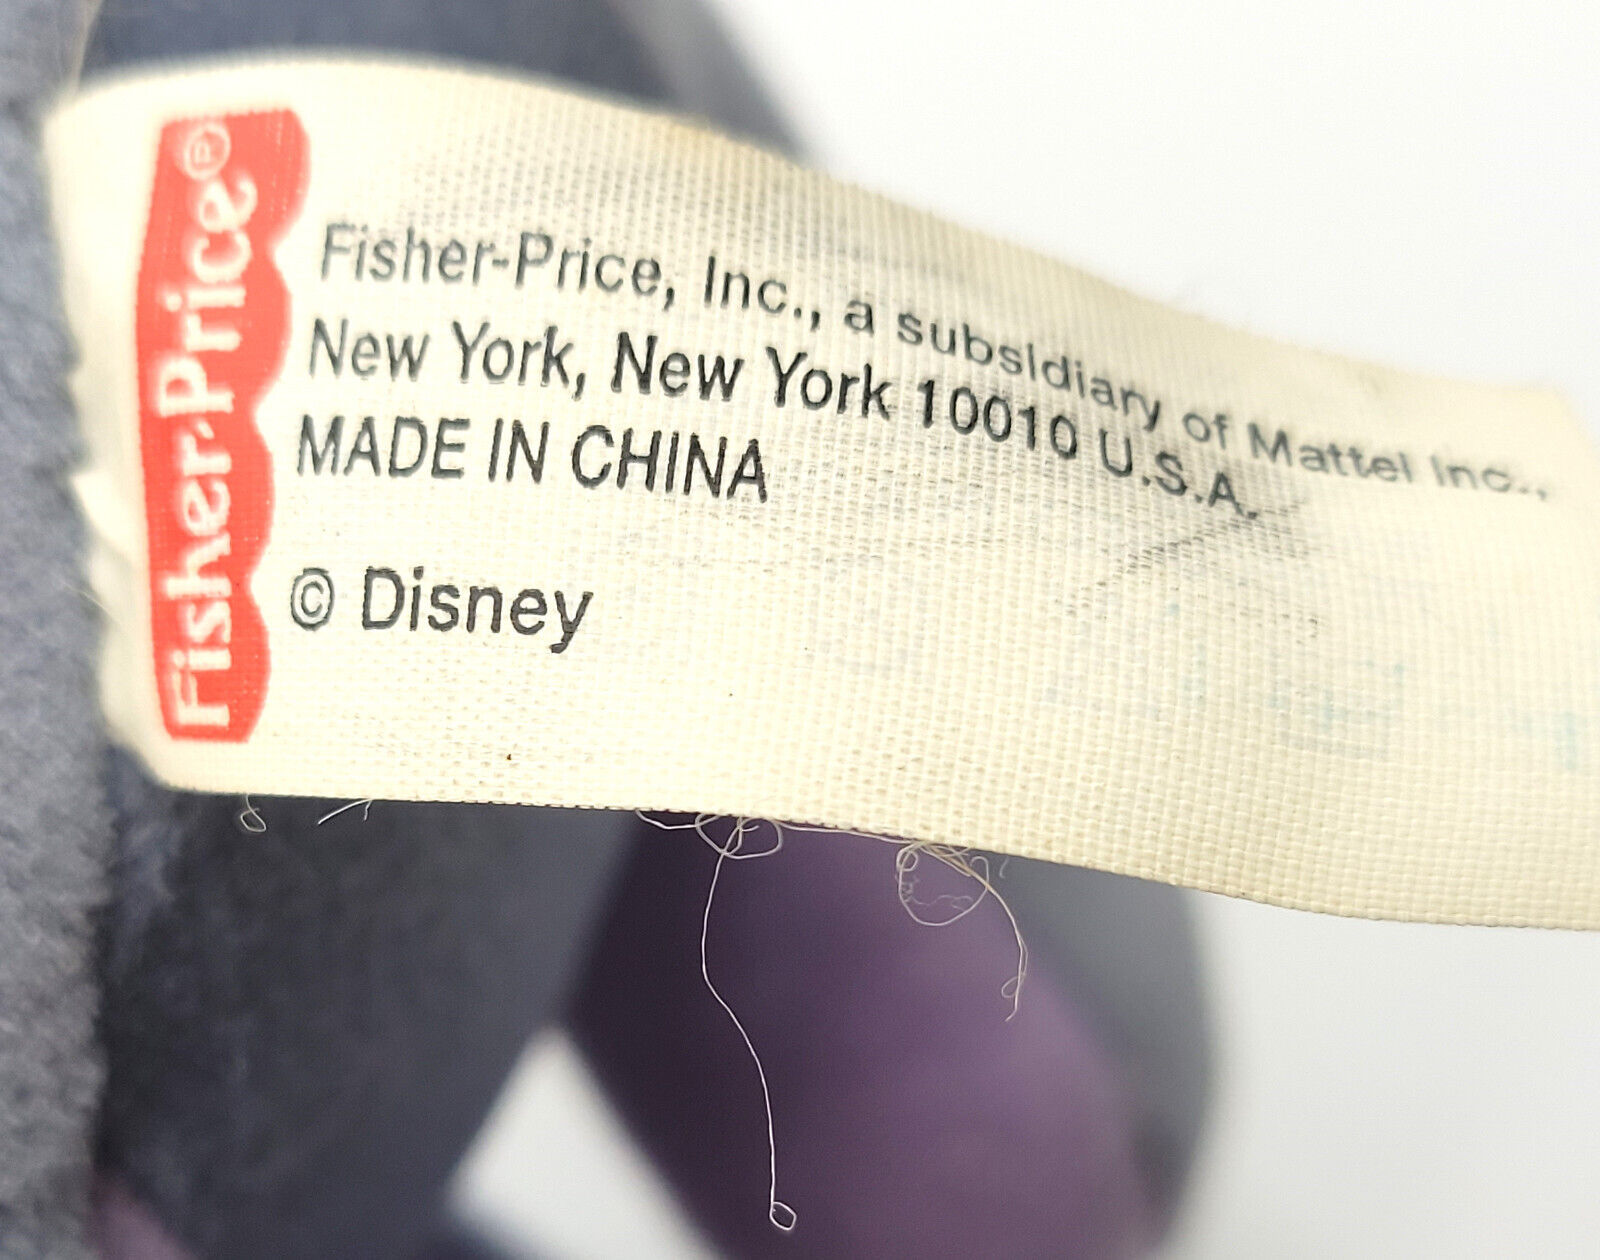 Fisher-Price®
Fisher-Price, Inc., a subsidiary of Mattel Inc.,
New York, New York 10010 U.S.A.
MADE IN CHINA
© Disney